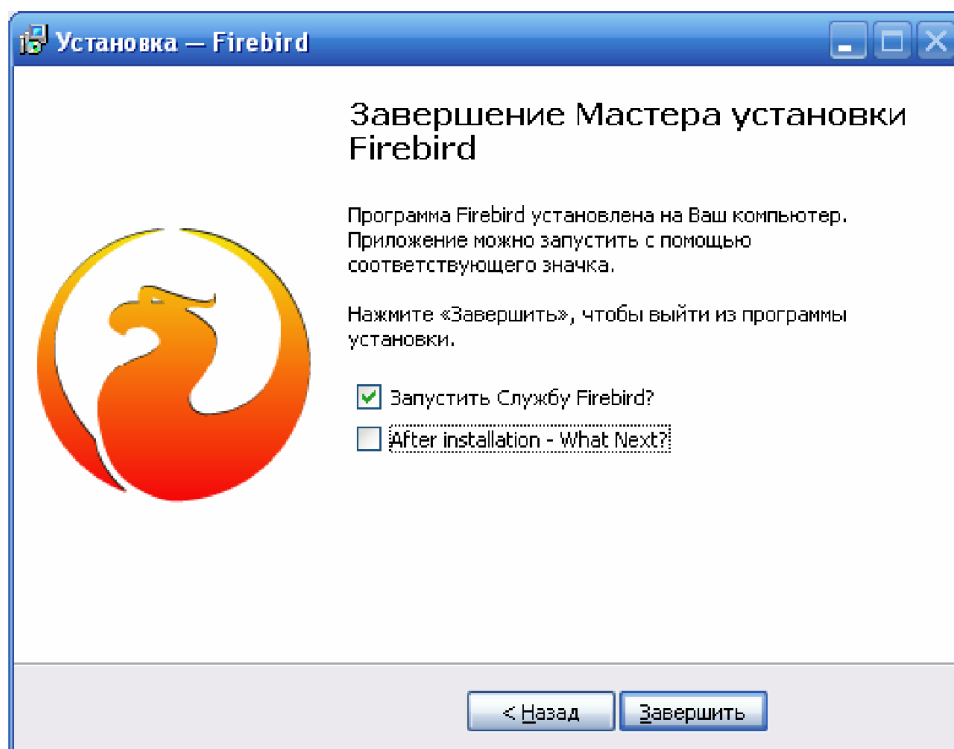 Установка — Firebird
Завершение Мастера установки
Firebird
Программа Firebird установлена на Ваш компьютер.
Приложение можно запустить с помощью
соответствующего значка.
Нажмите «Завершить», чтобы выйти из программы
установки.
Запустить Службу Firebird?
After installation - What Next?
< Назад
Завершить